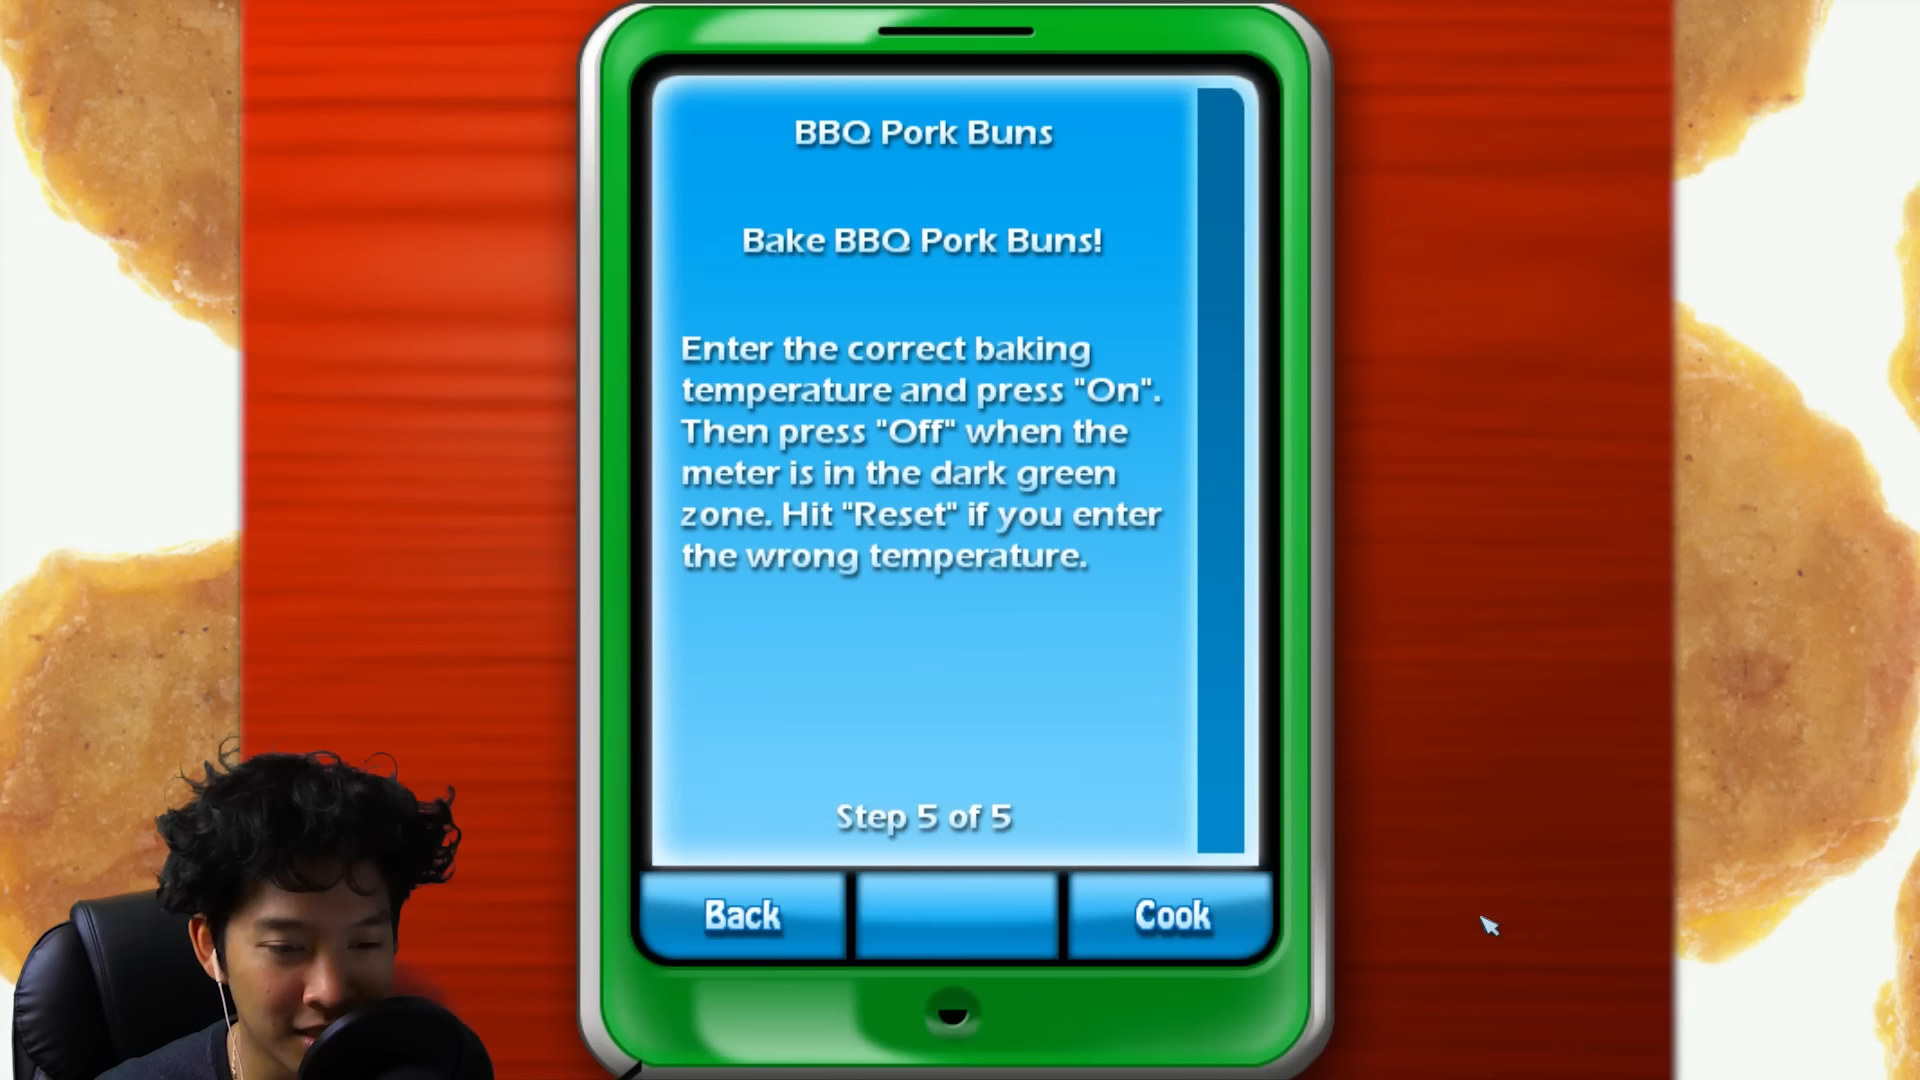 BBQ Pork Buns
Bake BBQ Pork Buns!
Enter the correct baking
temperature and press "On".
Then press "Off" when the
meter is in the dark green
zone. Hit "Reset" if you enter
the wrong temperature.
Step 5 of 5
Back
Cook